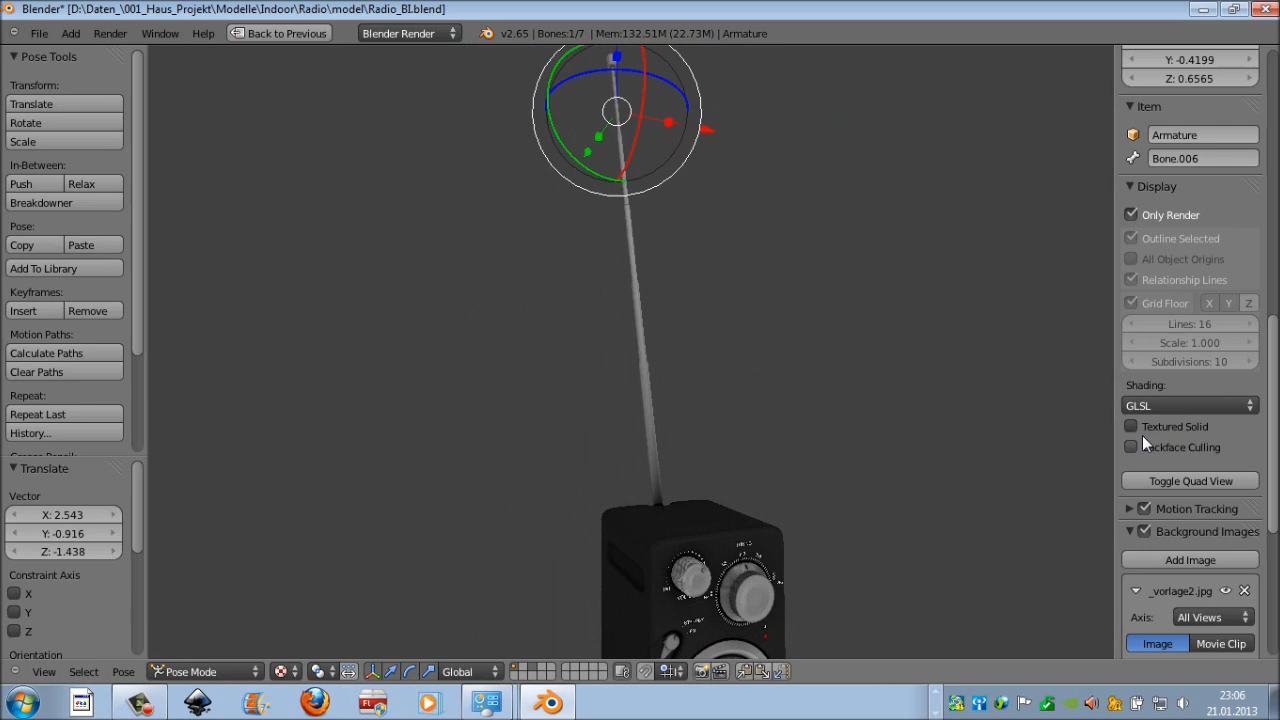 Blender* [D:\Daten_\001_Haus_Projekt\Modelle\Indoor\Radio\model\Radio_BI.blend]
File Add Render Window Help Back to Previous Blender Render v2.65 | Bones:1/7 | Mem:132.51M (22.73M) | Armature
Pose Tools
Transform:
Translate
Rotate
Scale
In-Between:
Push Relax
Breakdowner
Pose:
Copy Paste
Add To Library
Keyframes:
Insert Remove
Motion Paths:
Calculate Paths
Clear Paths
Repeat:
Repeat Last
History...
Translate
Vector
X: 2.543
Y: -0.916
Z: -1.438
Constraint Axis
X
Y
Z
Orientation
Y: -0.4199
Z: 0.6565
Item
Armature
Bone.006
Display
Only Render
Outline Selected
All Object Origins
Relationship Lines
Grid Floor X Y Z
Lines: 16
Scale: 1.000
Subdivisions: 10
Shading:
GLSL
Textured Solid
ckface Culling
Toggle Quad View
Motion Tracking
Background Images
Add Image
_vorlage2.jpg
Axis: All Views
Image Movie Clip
View Select Pose Pose Mode Global
23:06
21.01.2013